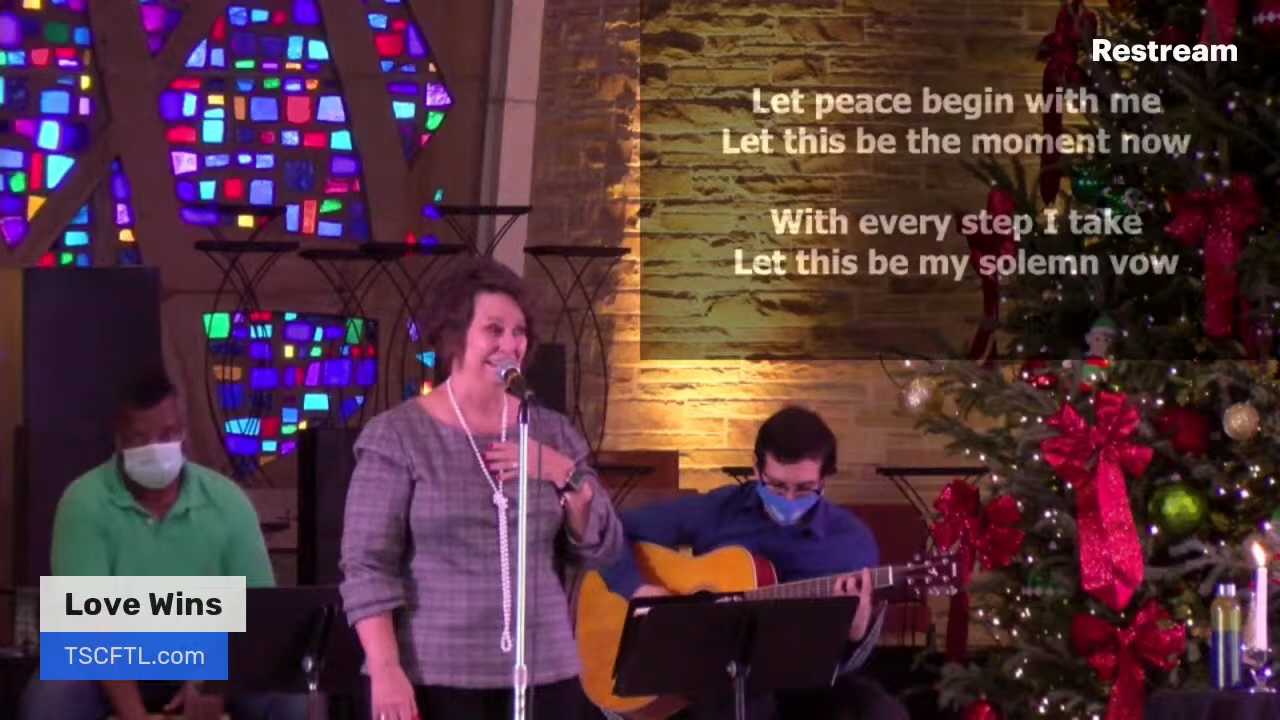 Restream
Let peace begin with me
Let this be the moment now
With every step I take
Let this be my solemn vow
Love Wins
TSCFTL.com